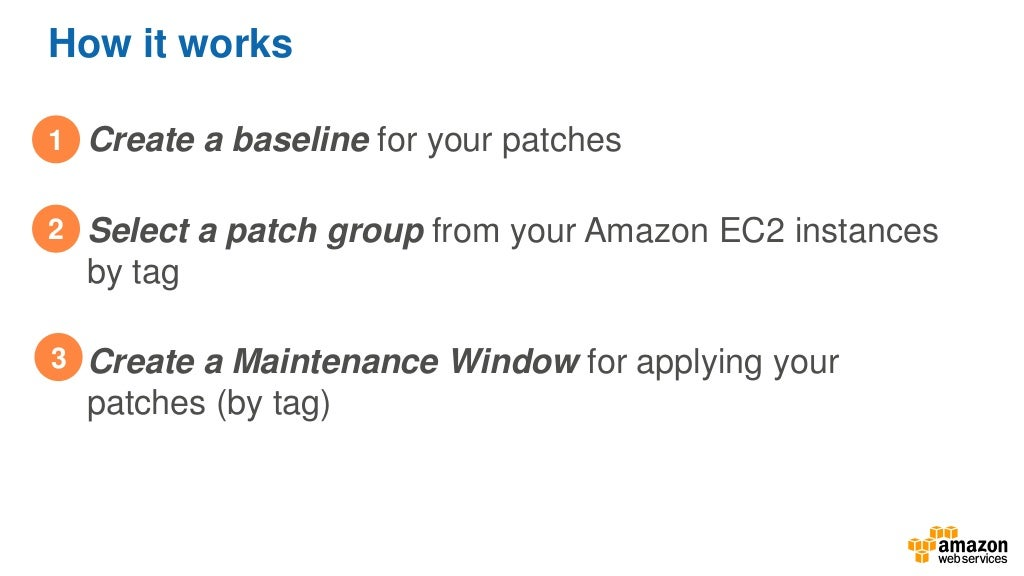 How it works
1 Create a baseline for your patches
2 Select a patch group from your Amazon EC2 instances
by tag
3 Create a Maintenance Window for applying your
patches (by tag)
amazon
webservices